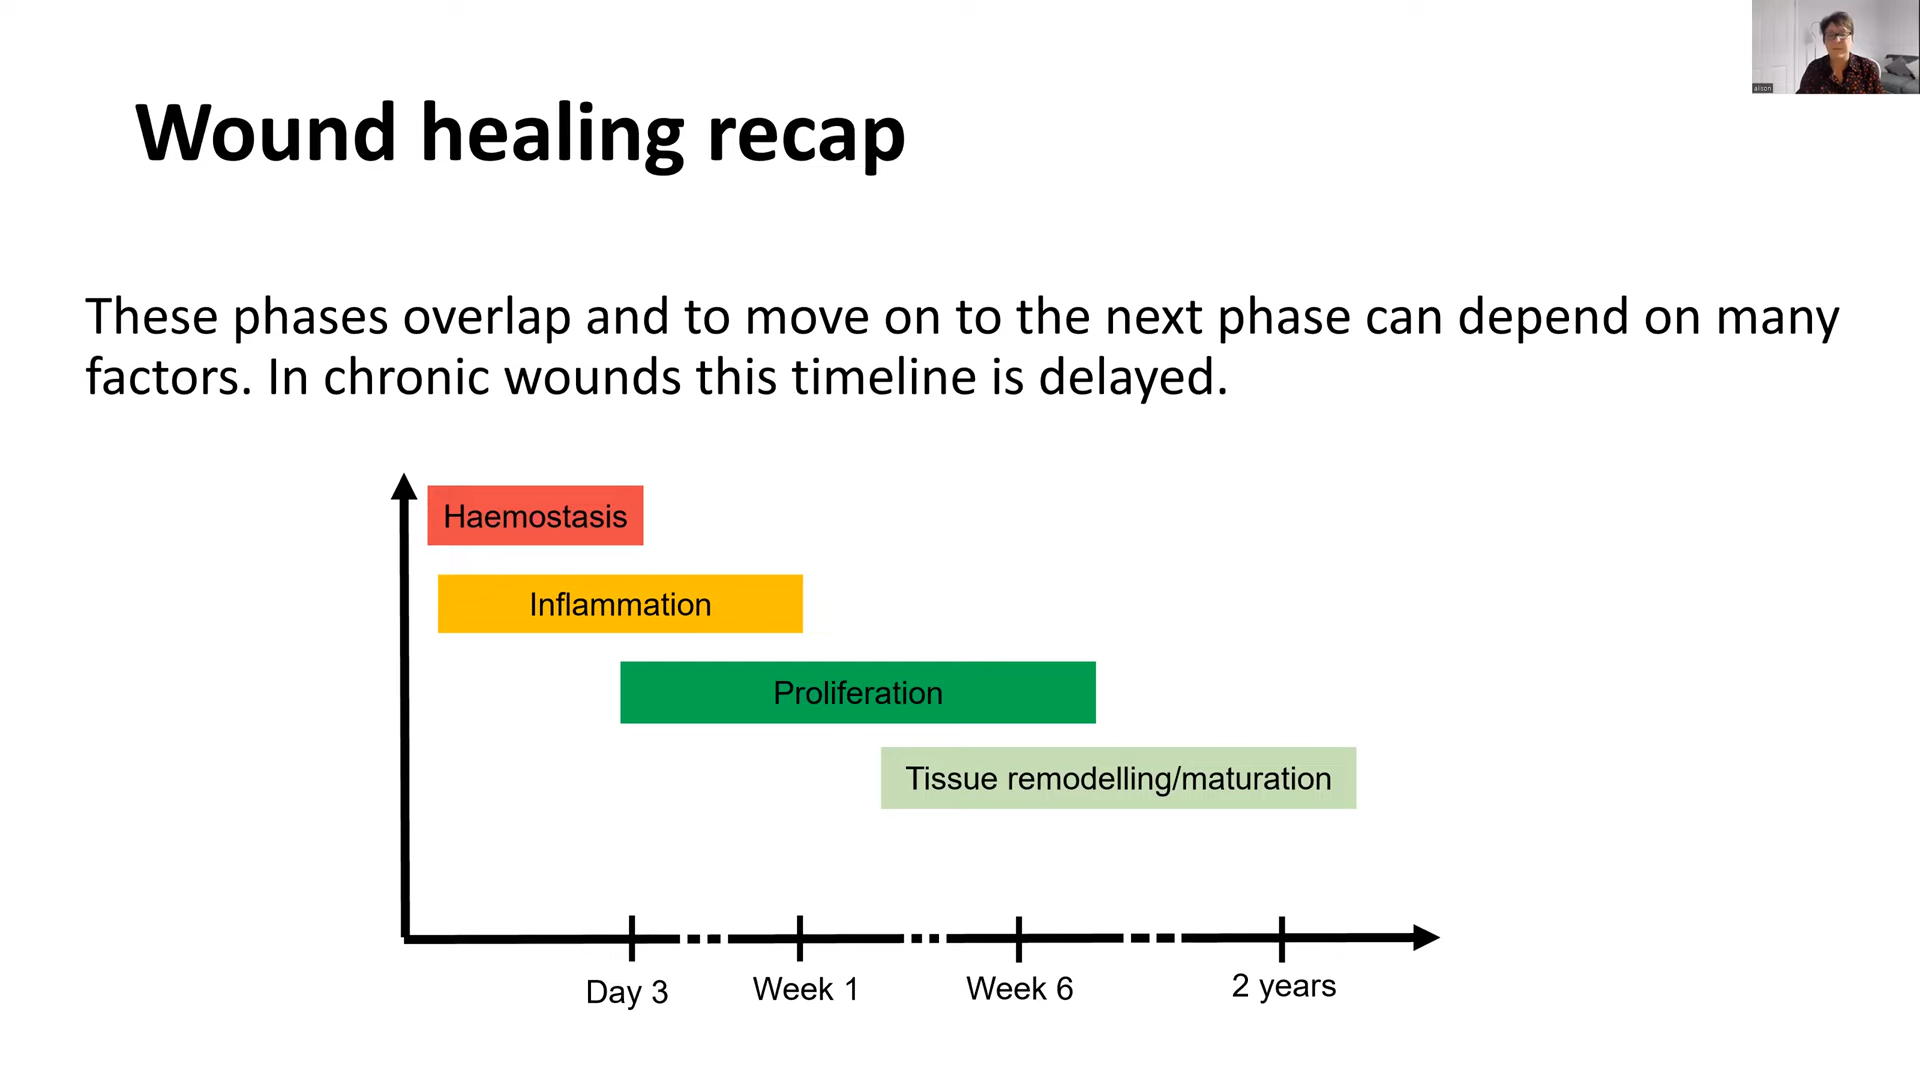 alison
Wound healing recap
These phases overlap and to move on to the next phase can depend on many
factors. In chronic wounds this timeline is delayed.
Haemostasis
Inflammation
Proliferation
Tissue remodelling/maturation
Day 3
Week 1
Week 6
2 years